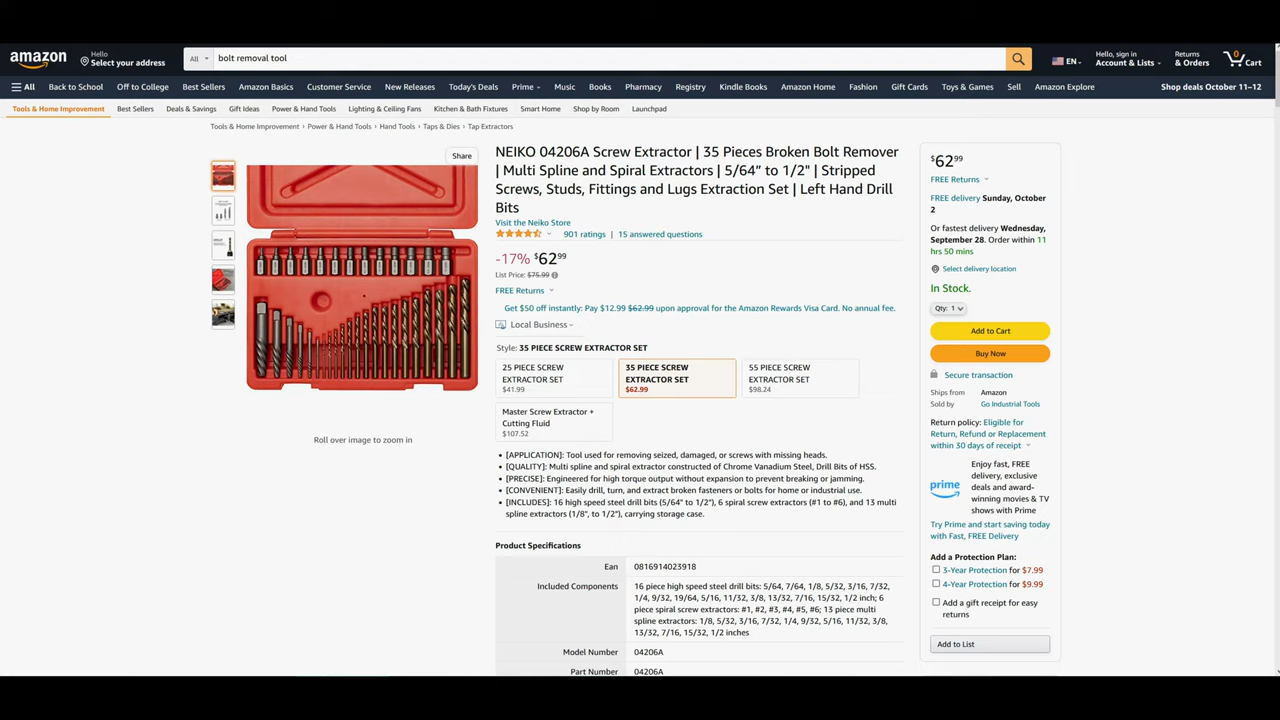 amazon
Hello
Select your address
All
bolt removal tool
EN
Hello, sign in
Account & Lists
Returns
& Orders
0
Cart
All
Back to School
Off to College
Best Sellers
Amazon Basics
Customer Service
New Releases
Today's Deals
Prime
Music
Books
Pharmacy
Registry
Kindle Books
Amazon Home
Fashion
Gift Cards
Toys & Games
Sell
Amazon Explore
Shop deals October 11–12
Tools & Home Improvement
Best Sellers
Deals & Savings
Gift Ideas
Power & Hand Tools
Lighting & Ceiling Fans
Kitchen & Bath Fixtures
Smart Home
Shop by Room
Launchpad
Tools & Home Improvement › Power & Hand Tools › Hand Tools › Taps & Dies › Tap Extractors
Share
Roll over image to zoom in
NEIKO 04206A Screw Extractor | 35 Pieces Broken Bolt Remover
| Multi Spline and Spiral Extractors | 5/64” to 1/2" | Stripped
Screws, Studs, Fittings and Lugs Extraction Set | Left Hand Drill
Bits
Visit the Neiko Store
901 ratings | 15 answered questions
-17% $62 99
List Price: $75.99
FREE Returns
Get $50 off instantly: Pay $12.99 $62.99 upon approval for the Amazon Rewards Visa Card. No annual fee.
Local Business
Style: 35 PIECE SCREW EXTRACTOR SET
25 PIECE SCREW
EXTRACTOR SET
$41.99
35 PIECE SCREW
EXTRACTOR SET
$62.99
55 PIECE SCREW
EXTRACTOR SET
$98.24
Master Screw Extractor +
Cutting Fluid
$107.52
• [APPLICATION]: Tool used for removing seized, damaged, or screws with missing heads.
• [QUALITY]: Multi spline and spiral extractor constructed of Chrome Vanadium Steel, Drill Bits of HSS.
• [PRECISE]: Engineered for high torque output without expansion to prevent breaking or jamming.
• [CONVENIENT]: Easily drill, turn, and extract broken fasteners or bolts for home or industrial use.
• [INCLUDES]: 16 high speed steel drill bits (5/64" to 1/2"), 6 spiral screw extractors (#1 to #6), and 13 multi
spline extractors (1/8", to 1/2"), carrying storage case.
Product Specifications
Ean
0816914023918
Included Components
16 piece high speed steel drill bits: 5/64, 7/64, 1/8, 5/32, 3/16, 7/32,
1/4, 9/32, 19/64, 5/16, 11/32, 3/8, 13/32, 7/16, 15/32, 1/2 inch; 6
piece spiral screw extractors: #1, #2, #3, #4, #5, #6; 13 piece multi
spline extractors: 1/8, 5/32, 3/16, 7/32, 1/4, 9/32, 5/16, 11/32, 3/8,
13/32, 7/16, 15/32, 1/2 inches
Model Number
04206A
Part Number
04206A
$62 99
FREE Returns
FREE delivery Sunday, October
2
Or fastest delivery Wednesday,
September 28. Order within 11
hrs 50 mins
Select delivery location
In Stock.
Qty: 1
Add to Cart
Buy Now
Secure transaction
Ships from Amazon
Sold by Go Industrial Tools
Return policy: Eligible for
Return, Refund or Replacement
within 30 days of receipt
prime
Enjoy fast, FREE
delivery, exclusive
deals and award-
winning movies & TV
shows with Prime
Try Prime and start saving today
with Fast, FREE Delivery
Add a Protection Plan:
3-Year Protection for $7.99
4-Year Protection for $9.99
Add a gift receipt for easy
returns
Add to List